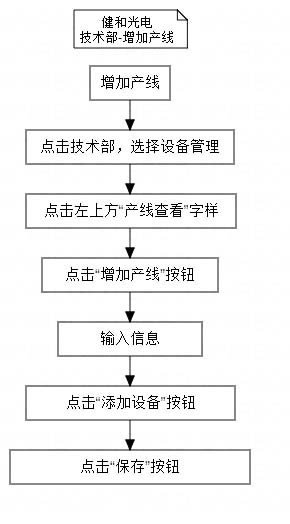 健和光电
技术部-增加产线
增加产线
点击技术部，选择设备管理
点击左上方“产线查看”字样
点击“增加产线”按钮
输入信息
点击“添加设备”按钮
点击“保存”按钮